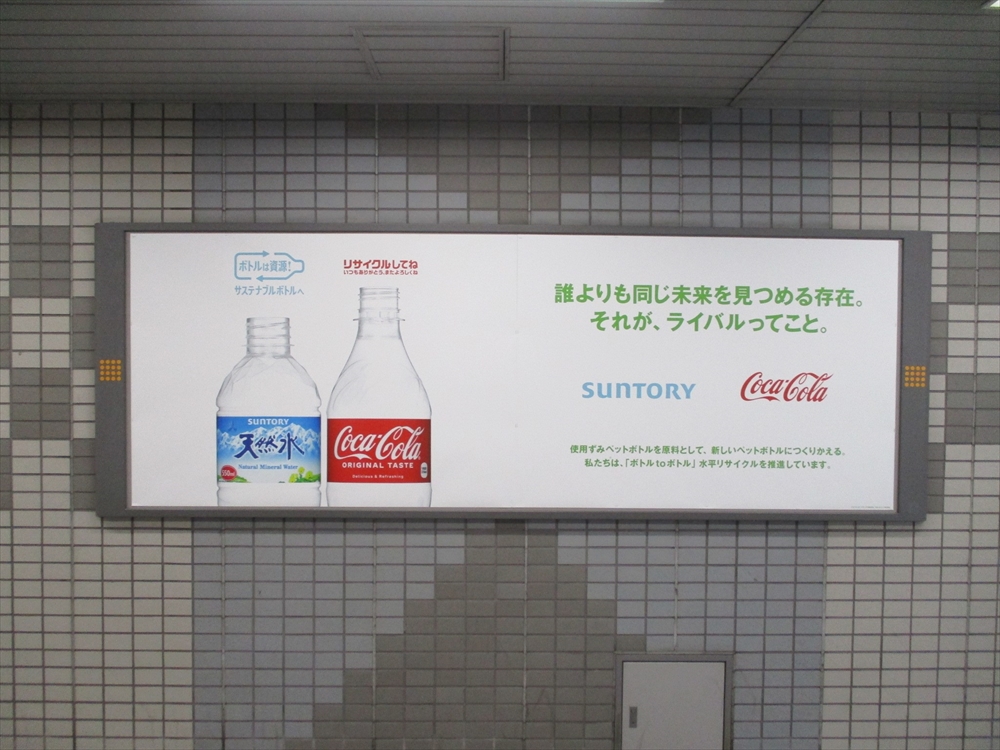 ボトルは資源!
サステナブルボトルへ
リサイクルしてね
いつもありがとう。またよろしくね
SUNTORY
天然水
Natural Mineral Water
550ml
Coca-Cola
ORIGINAL TASTE
Delicious & Refreshing
誰よりも同じ未来を見つめる存在。
それが、ライバルってこと。
SUNTORY
Coca-Cola
使用ずみペットボトルを原料として、新しいペットボトルにつくりかえる。
私たちは、「ボトルtoボトル」水平リサイクルを推進しています。